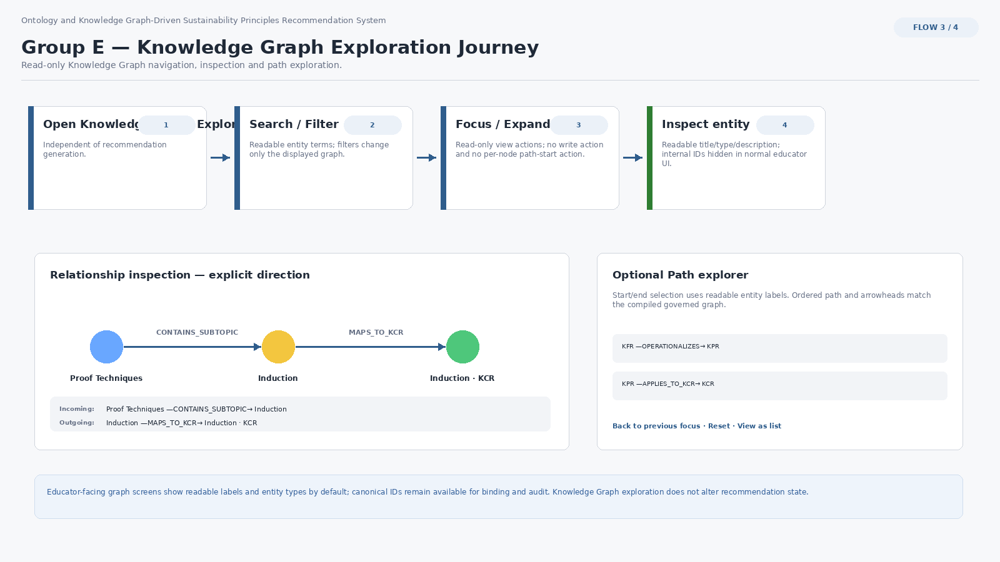 Ontology and Knowledge Graph-Driven Sustainability Principles Recommendation System
FLOW 3 / 4
Group E — Knowledge Graph Exploration Journey
Read-only Knowledge Graph navigation, inspection and path exploration.
Open Knowledg Explor
1
Independent of recommendation
generation.
Search / Filter
2
Readable entity terms; filters change
only the displayed graph.
Focus / Expand
3
Read-only view actions; no write action
and no per-node path-start action.
Inspect entity
4
Readable title/type/description;
internal IDs hidden in normal educator
UI.
Relationship inspection — explicit direction
CONTAINS_SUBTOPIC
MAPS_TO_KCR
Proof Techniques
Induction
Induction · KCR
Incoming: Proof Techniques —CONTAINS_SUBTOPIC→ Induction
Outgoing: Induction —MAPS_TO_KCR→ Induction · KCR
Optional Path explorer
Start/end selection uses readable entity labels. Ordered path and arrowheads match
the compiled governed graph.
KFR —OPERATIONALIZES→ KPR
KPR —APPLIES_TO_KCR→ KCR
Back to previous focus · Reset · View as list
Educator-facing graph screens show readable labels and entity types by default; canonical IDs remain available for binding and audit. Knowledge Graph exploration does not alter recommendation state.